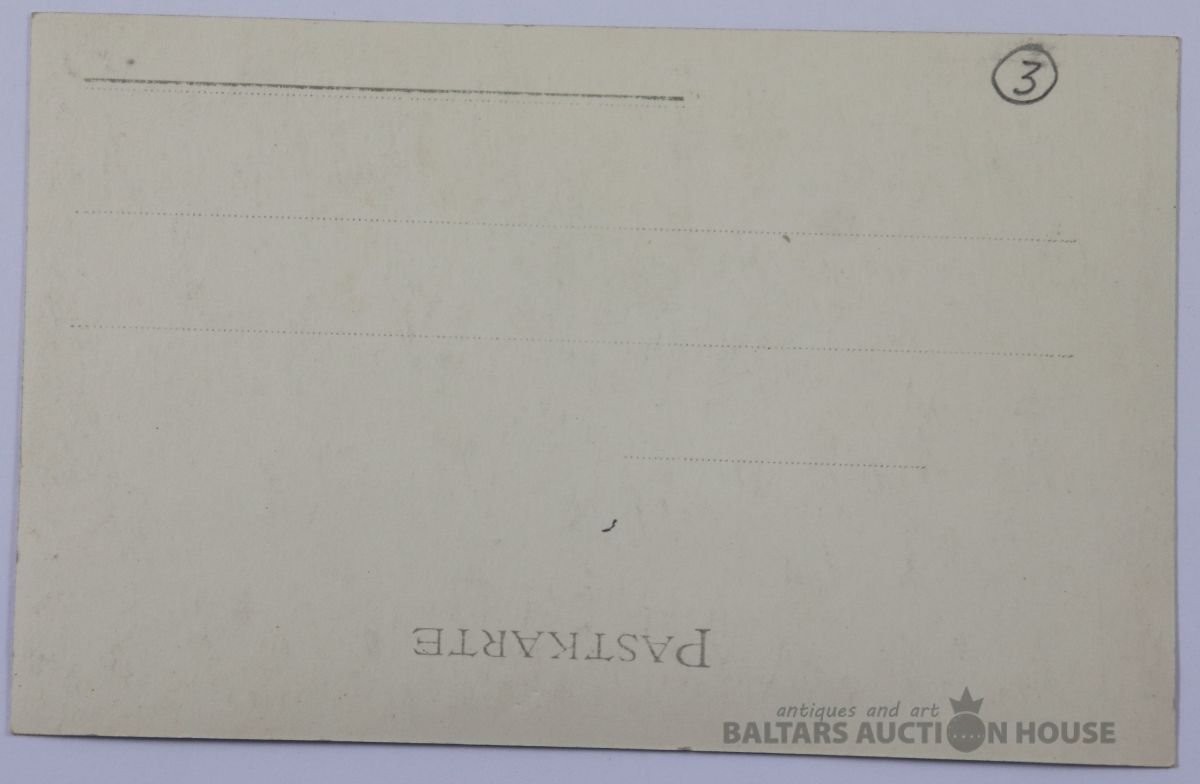 3
PASTKARTE
antiques and art
BALTARS AUCTION HOUSE